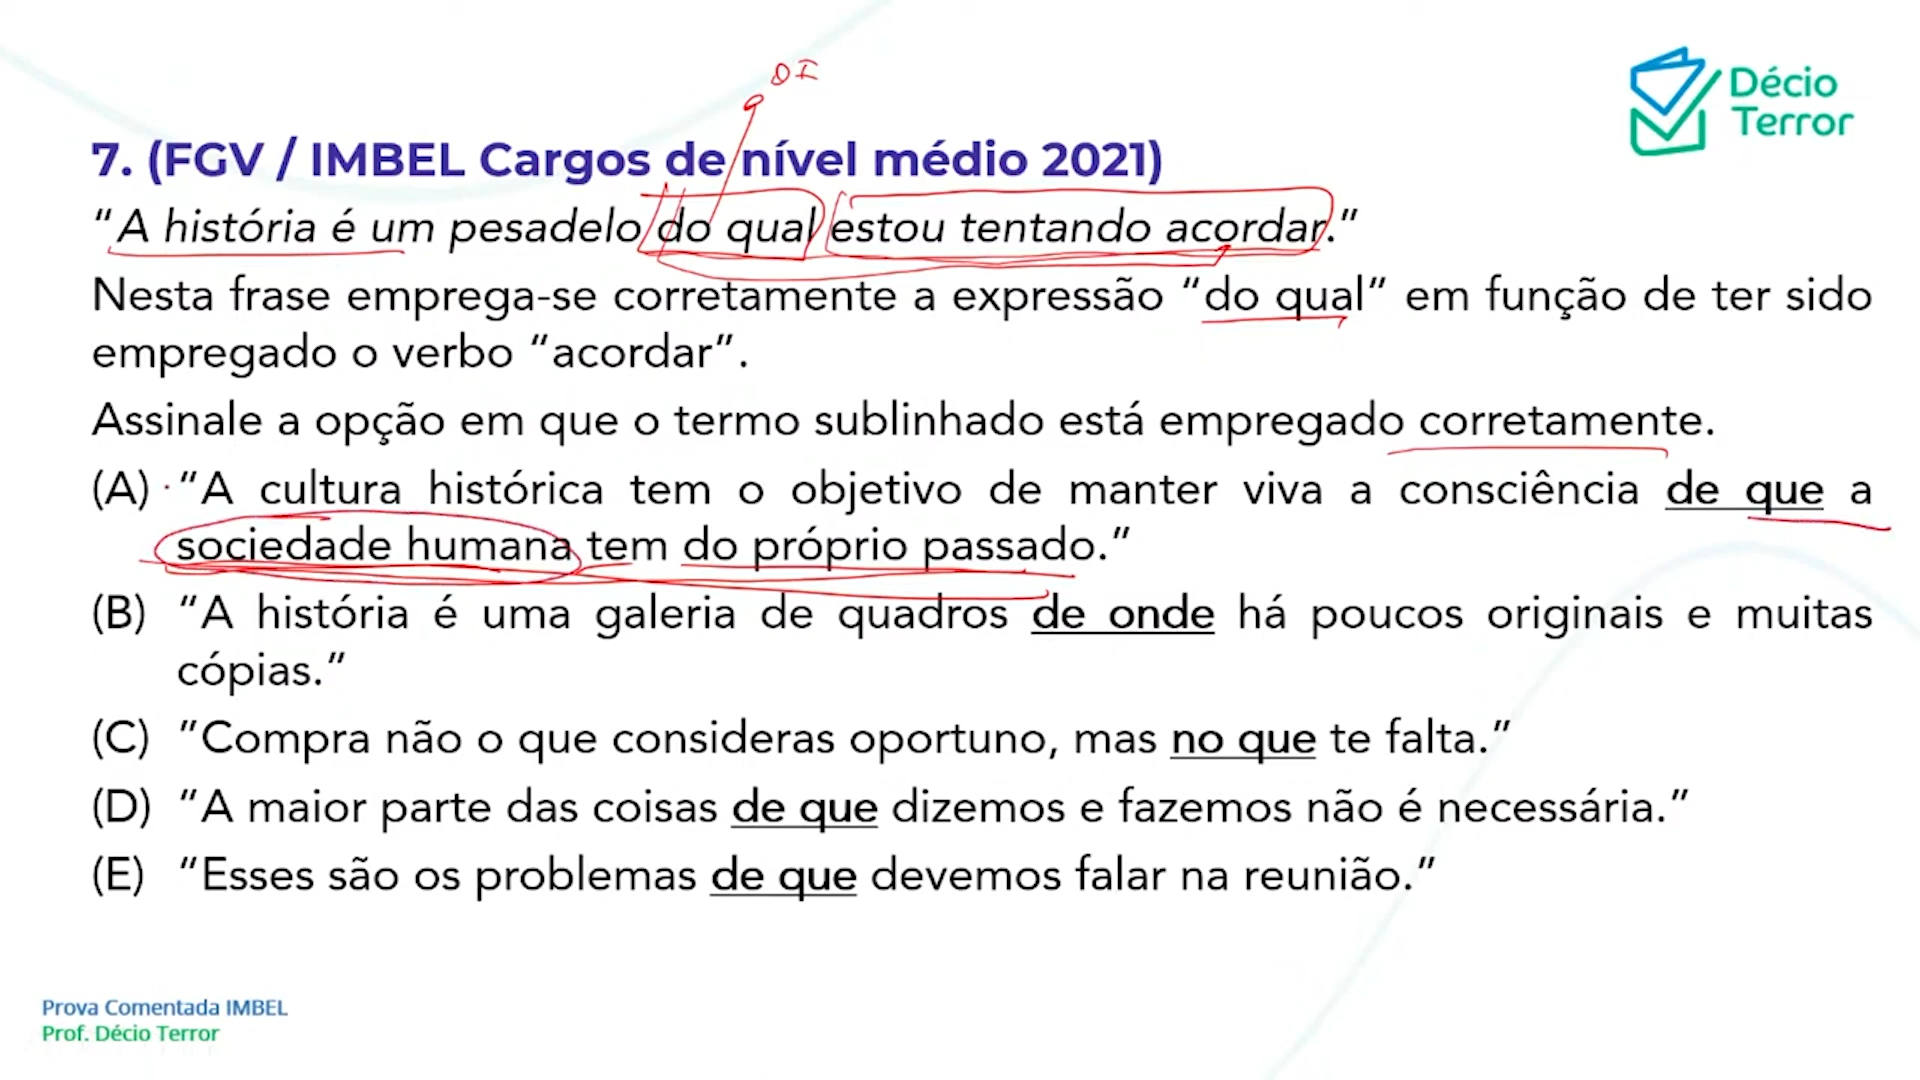 OI
Décio
Terror
7. (FGV / IMBEL Cargos de nível médio 2021)
“A história é um pesadelo do qual estou tentando acordar.”
Nesta frase emprega-se corretamente a expressão “do qual” em função de ter sido
empregado o verbo “acordar”.
Assinale a opção em que o termo sublinhado está empregado corretamente.
(A) “A cultura histórica tem o objetivo de manter viva a consciência de que a
sociedade humana tem do próprio passado.”
(B) “A história é uma galeria de quadros de onde há poucos originais e muitas
cópias.”
(C) “Compra não o que consideras oportuno, mas no que te falta.”
(D) “A maior parte das coisas de que dizemos e fazemos não é necessária.”
(E) “Esses são os problemas de que devemos falar na reunião.”
Prova Comentada IMBEL
Prof. Décio Terror